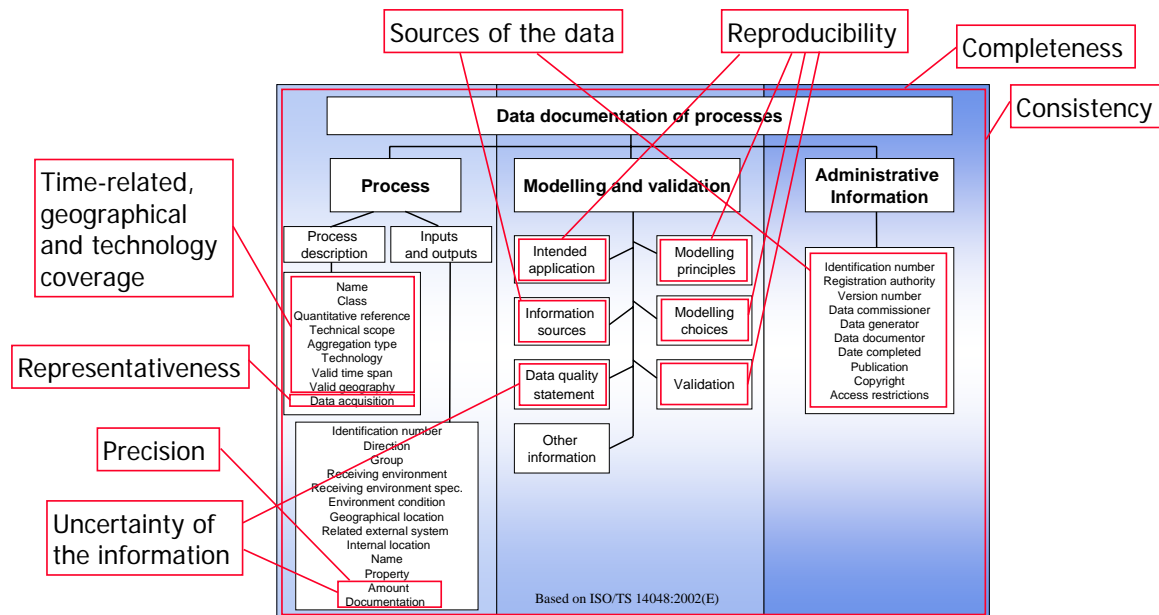 Sources of the data
Reproducibility
Completeness
Consistency
Data documentation of processes
Time-related,
geographical
and technology
coverage
Representativeness
Precision
Uncertainty of
the information
Process
Process
description
Inputs
and outputs
Name
Class
Quantitative reference
Technical scope
Aggregation type
Technology
Valid time span
Valid geography
Data acquisition
Identification number
Direction
Group
Receiving environment
Receiving environment spec.
Environment condition
Geographical location
Related external system
Internal location
Name
Property
Amount
Documentation
Modelling and validation
Intended
application
Modelling
principles
Information
sources
Modelling
choices
Data quality
statement
Validation
Other
information
Administrative
Information
Identification number
Registration authority
Version number
Data commissioner
Data generator
Data documentor
Date completed
Publication
Copyright
Access restrictions
Based on ISO/TS 14048:2002(E)